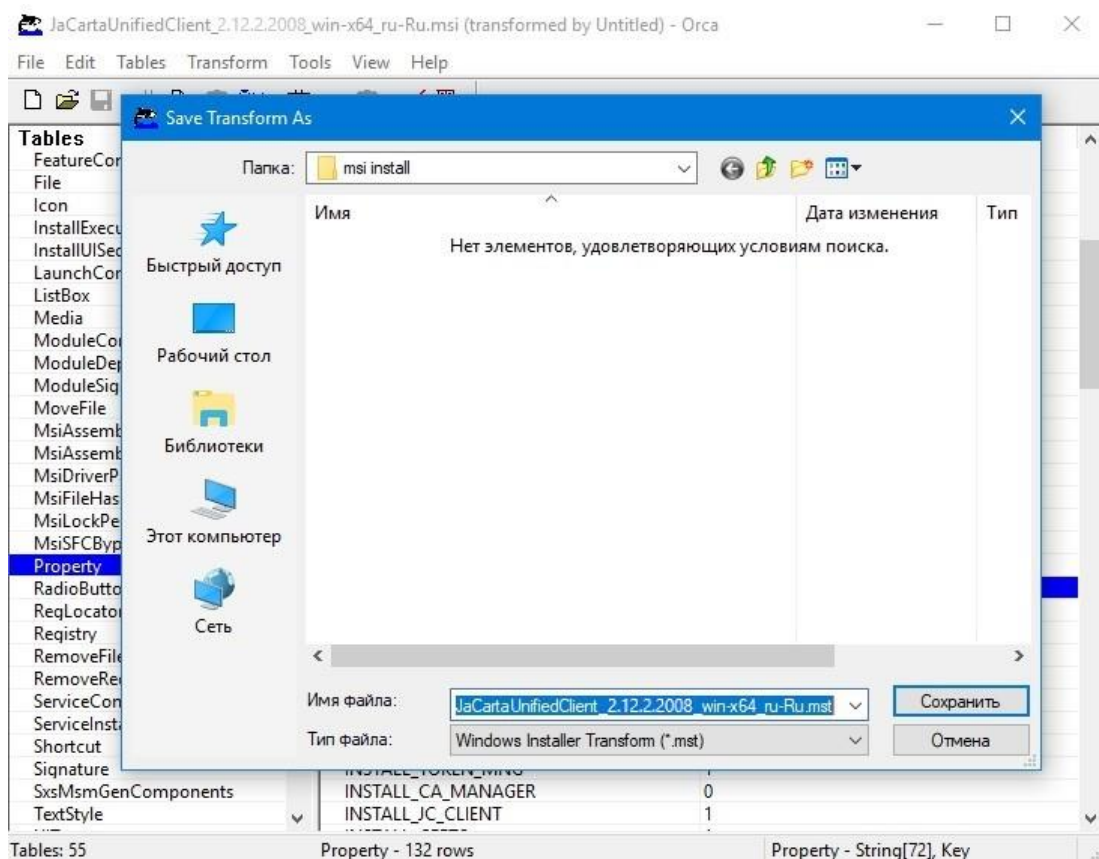 JaCartaUnifiedClient_2.12.2.2008_win-x64_ru-Ru.msi (transformed by Untitled) - Orca
File Edit Tables Transform Tools View Help
Save Transform As
Tables
File
Icon
ListBox
Media
MoveFile
Property
Registry
Shortcut
Signature
SxsMsmGenComponents
TextStyle
Папка: msi install
Имя Дата изменения Тип
Нет элементов, удовлетворяющих условиям поиска.
Быстрый доступ
Рабочий стол
Библиотеки
Этот компьютер
Сеть
Имя файла: JaCartaUnifiedClient_2.12.2.2008_win-x64_ru-Ru.mst Сохранить
Тип файла: Windows Installer Transform (*.mst) Отмена
INSTALL_CA_MANAGER 0
INSTALL_JC_CLIENT 1
Tables: 55 Property - 132 rows Property - String[72], Key